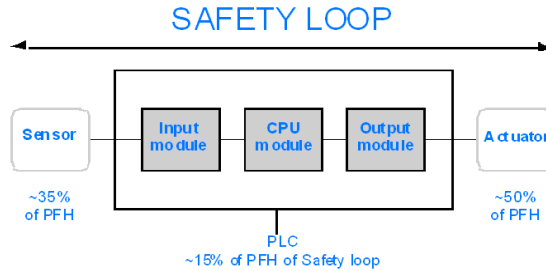 SAFETY LOOP
Sensor
Input
module
CPU
module
Output
module
Actuator
~35%
of PFH
~50%
of PFH
PLC
~15% of PFH of Safety loop